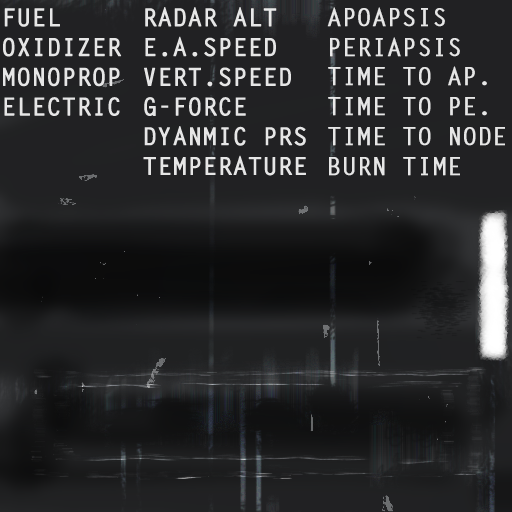 FUEL RADAR ALT APOAPSIS
OXIDIZER E.A.SPEED PERIAPSIS
MONOPROP VERT.SPEED TIME TO AP.
ELECTRIC G-FORCE TIME TO PE.
DYANMIC PRS TIME TO NODE
TEMPERATURE BURN TIME